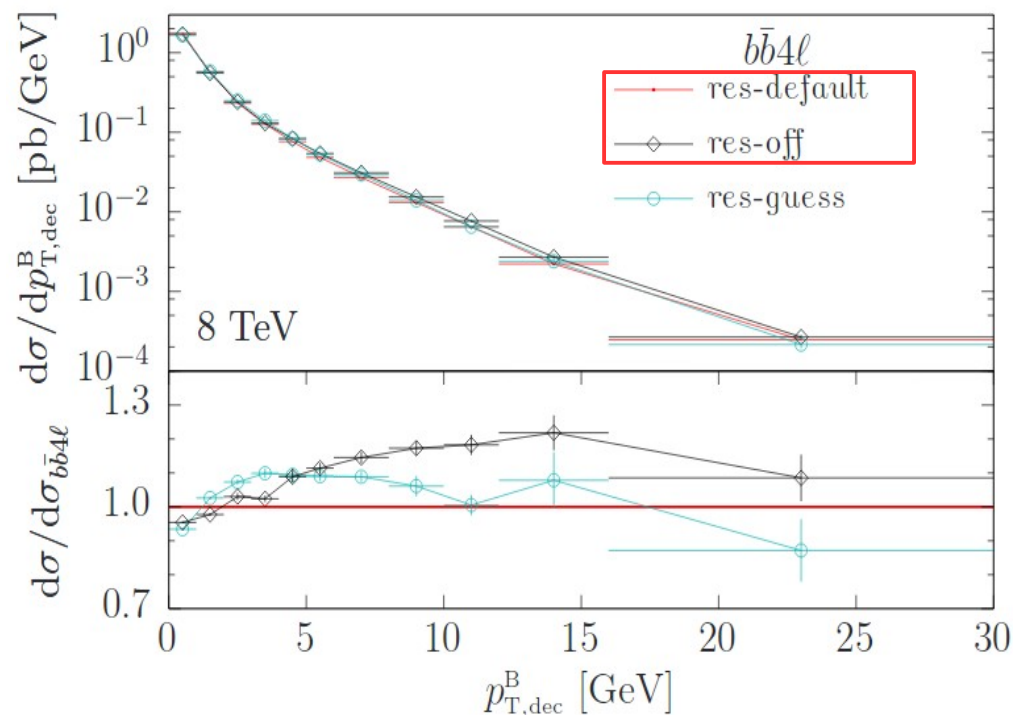 dσ/dp^B_T,dec [pb/GeV]
10^0
10^−1
10^−2
10^−3
10^−4
bb̄4ℓ
res-default
res-off
res-guess
8 TeV
dσ/dσ_bb̄4ℓ
1.3
1.0
0.7
0 5 10 15 20 25 30
p^B_T,dec [GeV]